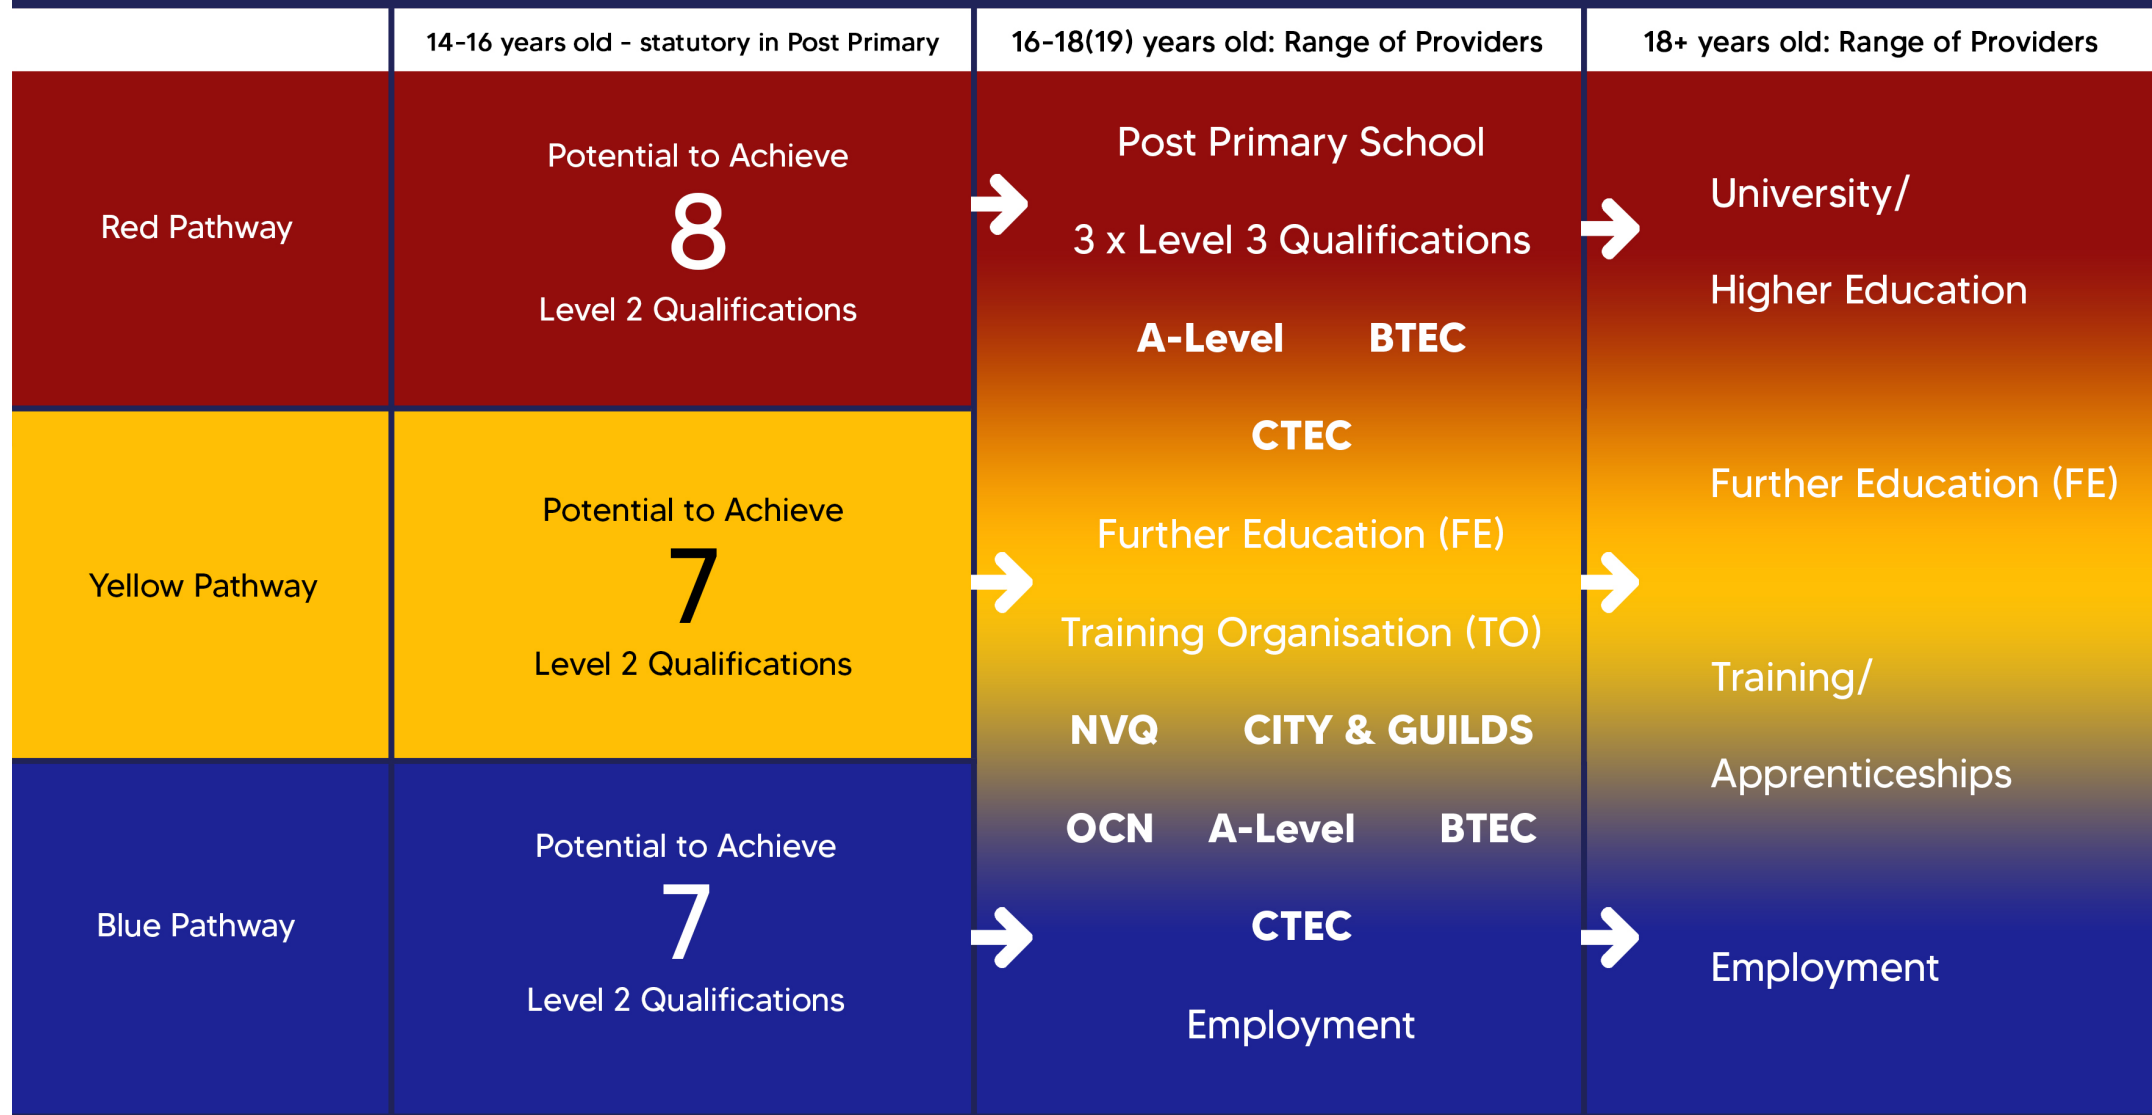 14-16 years old - statutory in Post Primary
16-18(19) years old: Range of Providers
18+ years old: Range of Providers
Red Pathway
Potential to Achieve
8
Level 2 Qualifications
Yellow Pathway
Potential to Achieve
7
Level 2 Qualifications
Blue Pathway
Potential to Achieve
7
Level 2 Qualifications
Post Primary School
3 x Level 3 Qualifications
A-Level BTEC
CTEC
Further Education (FE)
Training Organisation (TO)
NVQ CITY & GUILDS
OCN A-Level BTEC
CTEC
Employment
University/
Higher Education
Further Education (FE)
Training/
Apprenticeships
Employment